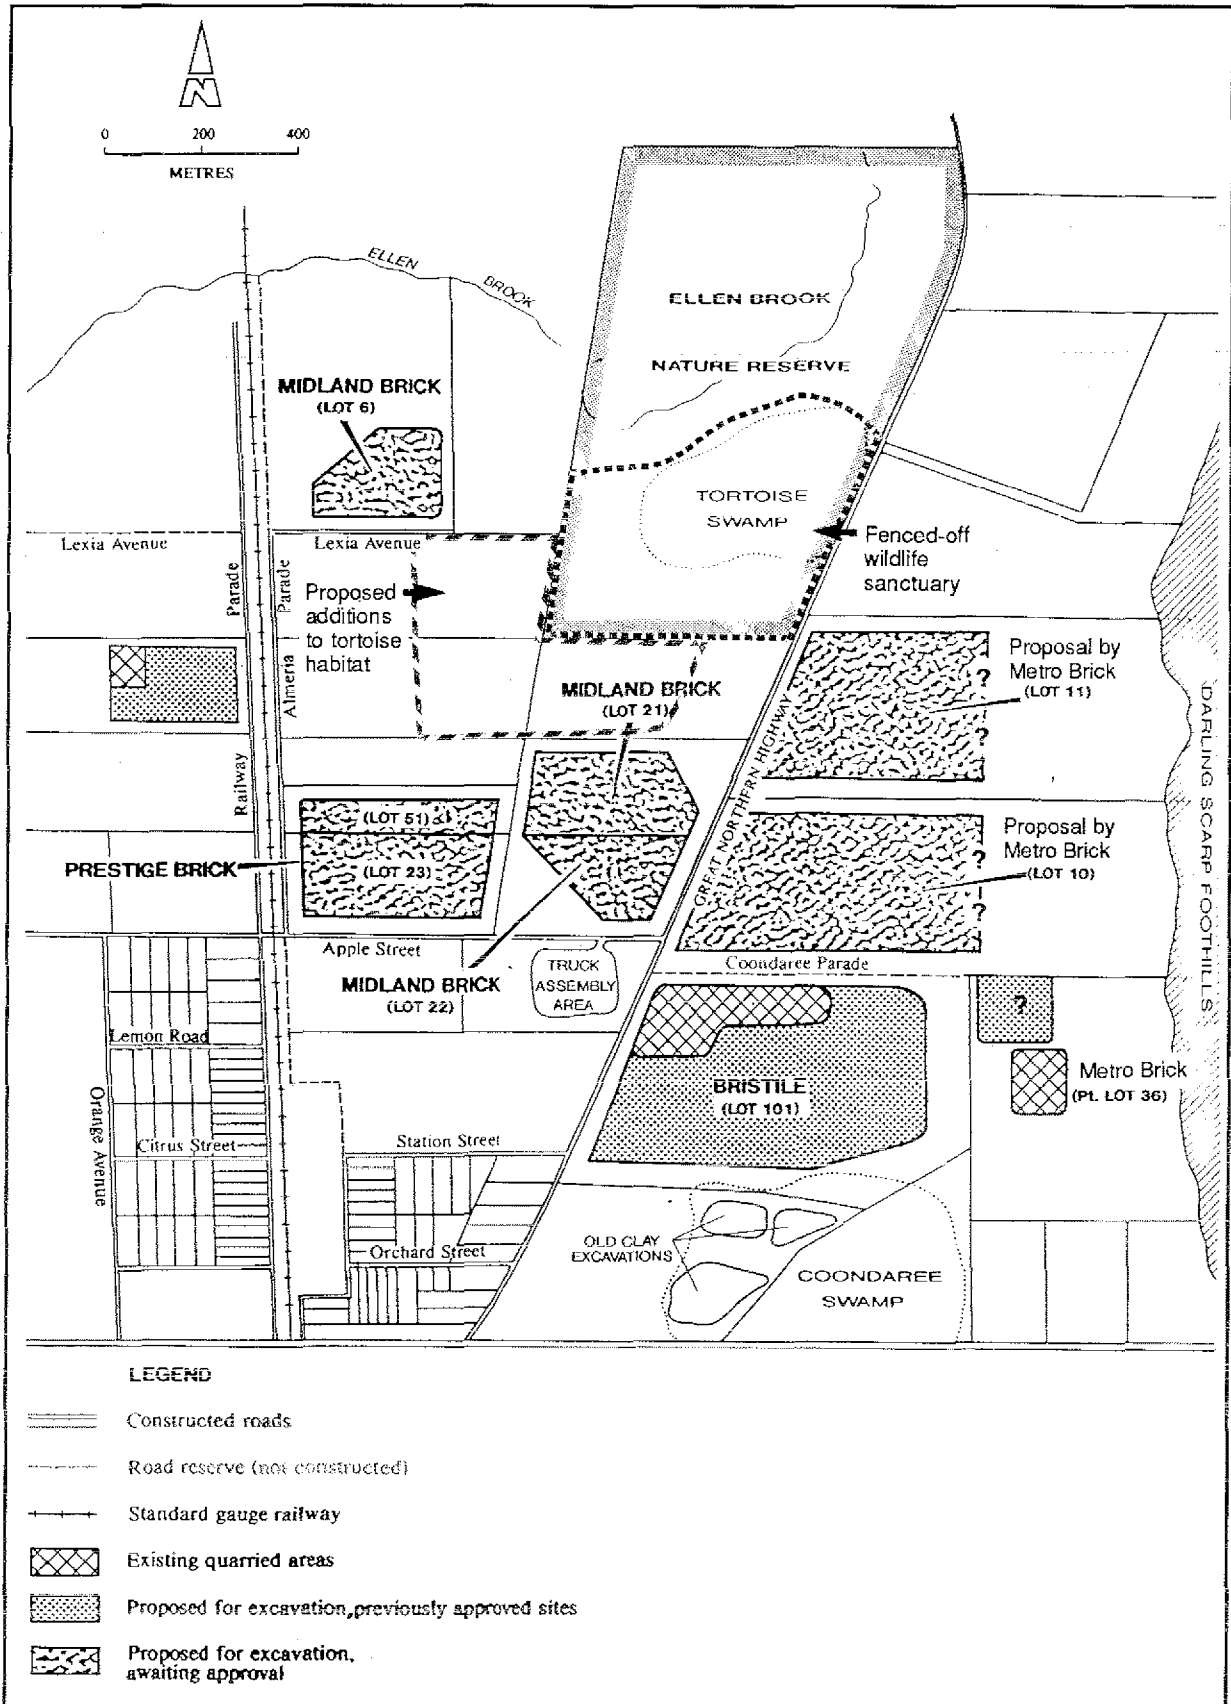 N
0 200 400
METRES
ELLEN BROOK
ELLEN BROOK
NATURE RESERVE
MIDLAND BRICK
(LOT 6)
TORTOISE
SWAMP
Lexia Avenue
Lexia Avenue
Fenced-off
wildlife
sanctuary
Parade
Parade
Proposed
additions
to tortoise
habitat
Almeria
Railway
MIDLAND BRICK
(LOT 21)
Proposal by
Metro Brick
(LOT 11)
?
?
GREAT NORTHERN HIGHWAY
DARLING SCARP FOOTHILLS
(LOT 51)
PRESTIGE BRICK
(LOT 23)
Proposal by
Metro Brick
(LOT 10)
?
?
Apple Street
Coondaree Parade
MIDLAND BRICK
(LOT 22)
TRUCK
ASSEMBLY
AREA
?
Lemon Road
Metro Brick
(Pt. LOT 36)
BRISTILE
(LOT 101)
Orange Avenue
Citrus Street
Station Street
OLD CLAY
EXCAVATIONS
Orchard Street
COONDAREE
SWAMP
LEGEND
Constructed roads
Road reserve (not constructed)
Standard gauge railway
Existing quarried areas
Proposed for excavation, previously approved sites
Proposed for excavation,
awaiting approval